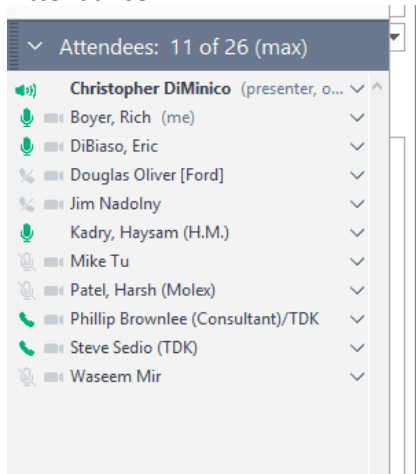 Attendees: 11 of 26 (max)
Christopher DiMinico (presenter, o...
Boyer, Rich (me)
DiBiaso, Eric
Douglas Oliver [Ford]
Jim Nadolny
Kadry, Haysam (H.M.)
Mike Tu
Patel, Harsh (Molex)
Phillip Brownlee (Consultant)/TDK
Steve Sedio (TDK)
Waseem Mir